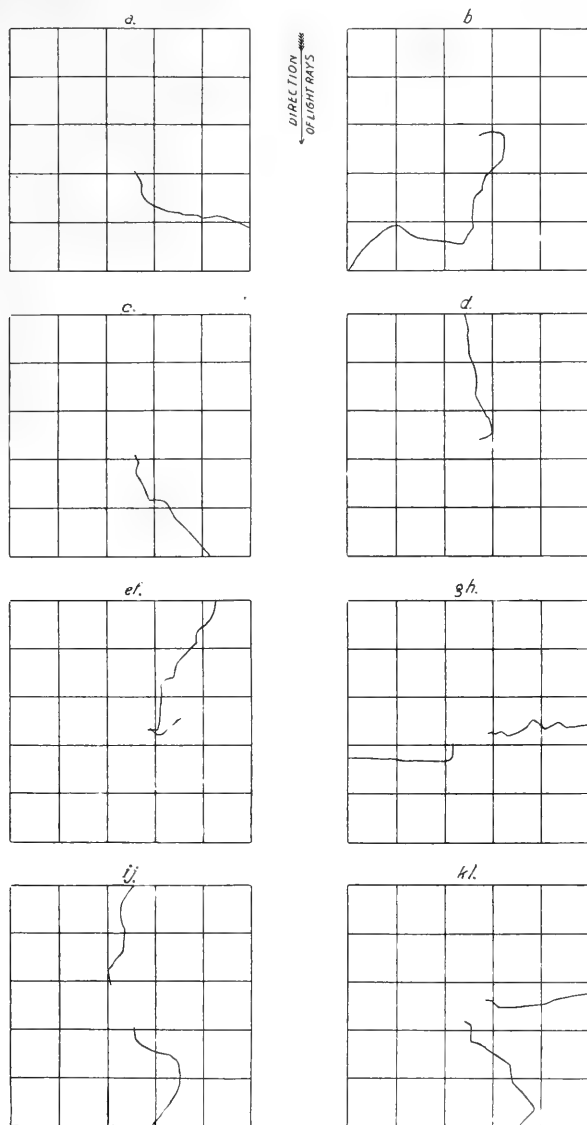 a.
b
DIRECTION
OF LIGHT RAYS
c.
d.
ef.
gh.
ij.
kl.